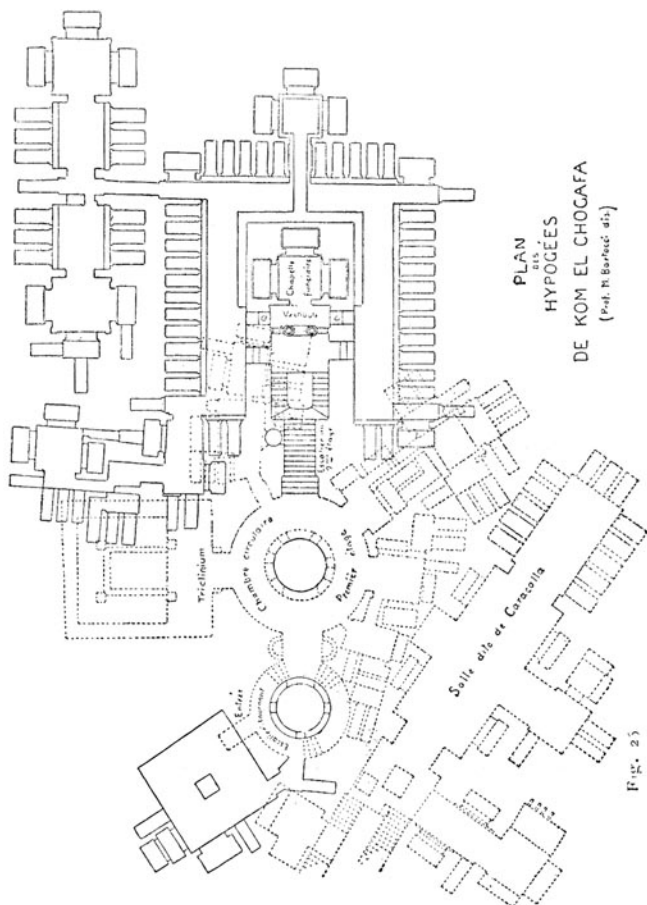 PLAN
DES
HYPOGÉES
DE KOM EL CHOGAFA
(Prof. M. Bartocci dis.)
Chapelle
funéraire
Vestibule
Triclinium
Chambre circulaire
Premier étage
Entrée
Escalier tournant
Salle dite de Caracalla
Fig. 25